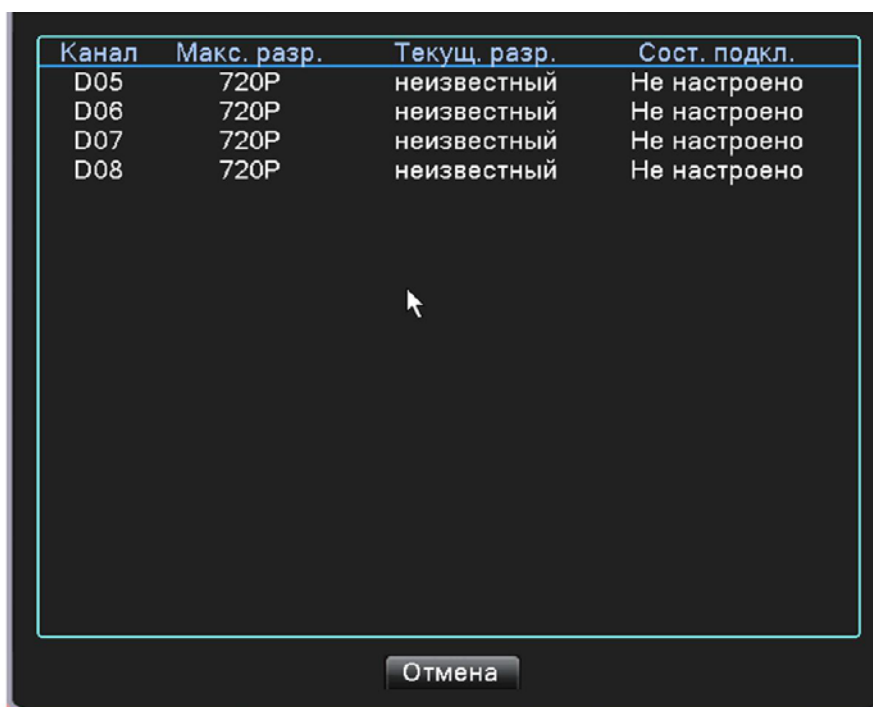 Канал Макс. разр. Текущ. разр. Сост. подкл.
D05 720P неизвестный Не настроено
D06 720P неизвестный Не настроено
D07 720P неизвестный Не настроено
D08 720P неизвестный Не настроено
Отмена